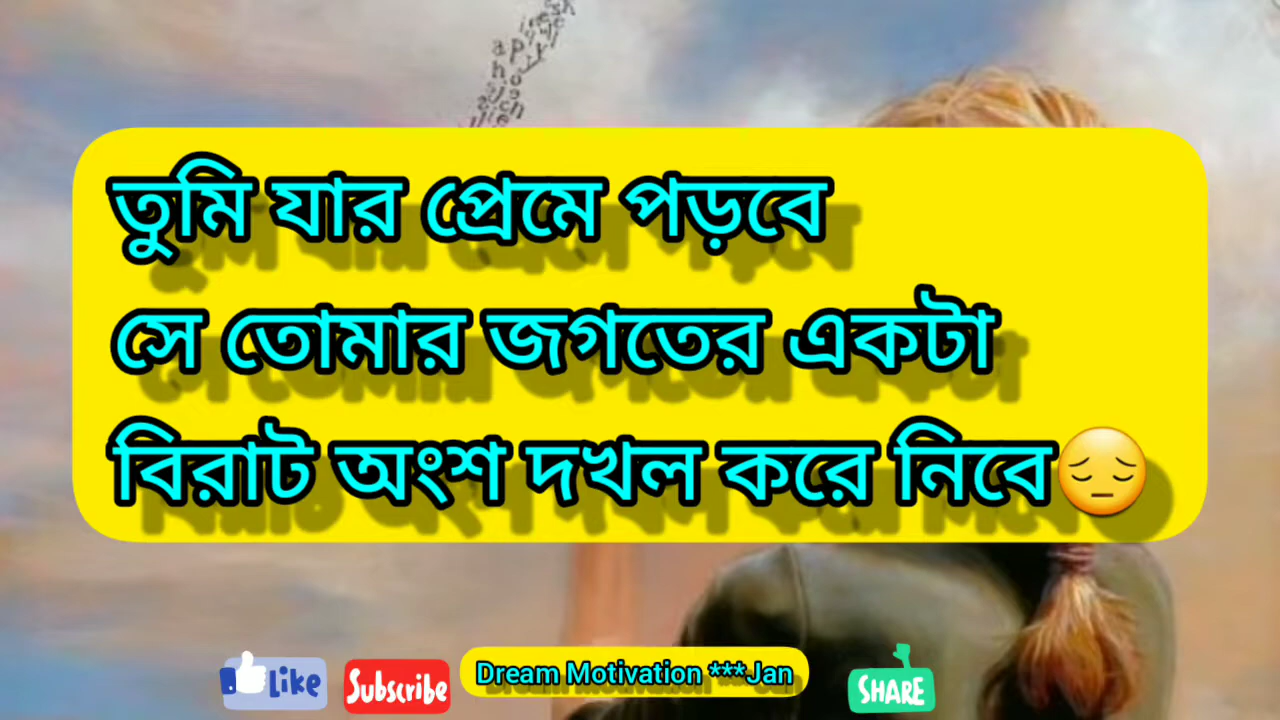 তুমি যার প্রেমে পড়বে
সে তোমার জগতের একটা
বিরাট অংশ দখল করে নিবে😔
Like
Subscribe
Dream Motivation ***Jan
SHARE